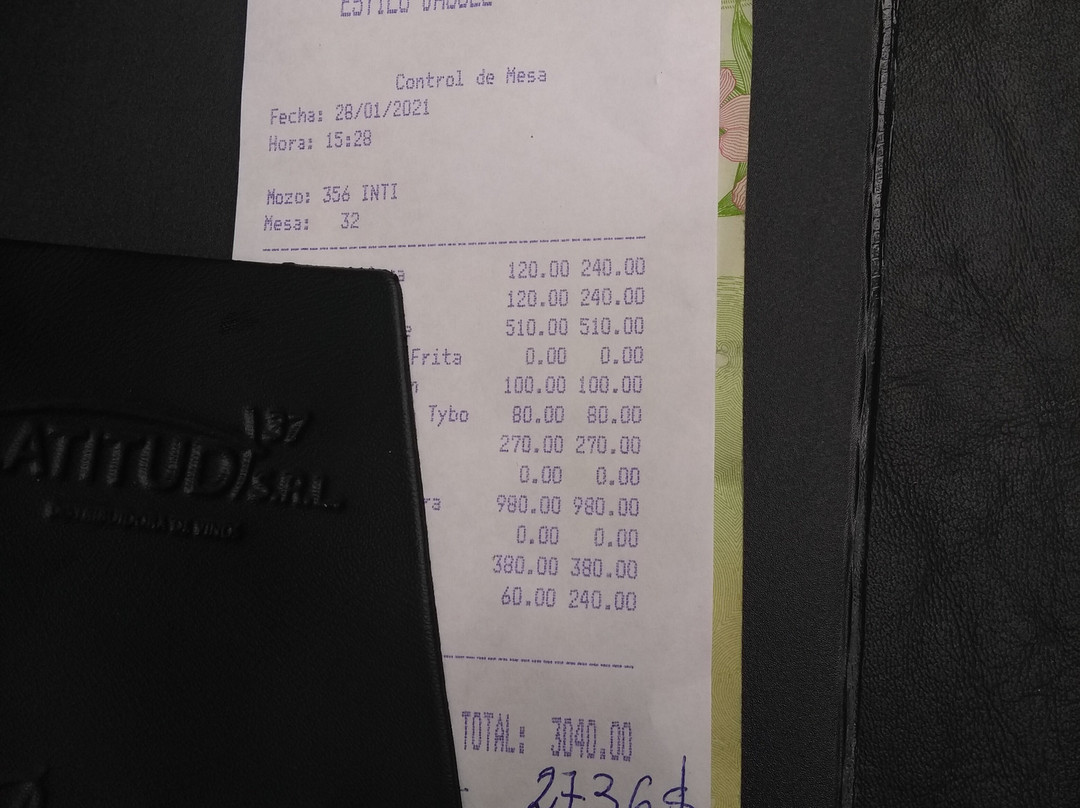 Control de Mesa
Fecha: 28/01/2021
Hora: 15:28
Mozo: 356 INTI
Mesa: 32
120.00 240.00
120.00 240.00
510.00 510.00
Frita 0.00 0.00
100.00 100.00
Tybo 80.00 80.00
270.00 270.00
0.00 0.00
980.00 980.00
0.00 0.00
380.00 380.00
60.00 240.00
TOTAL: 3040.00
2736$
ATITUD S.R.L.